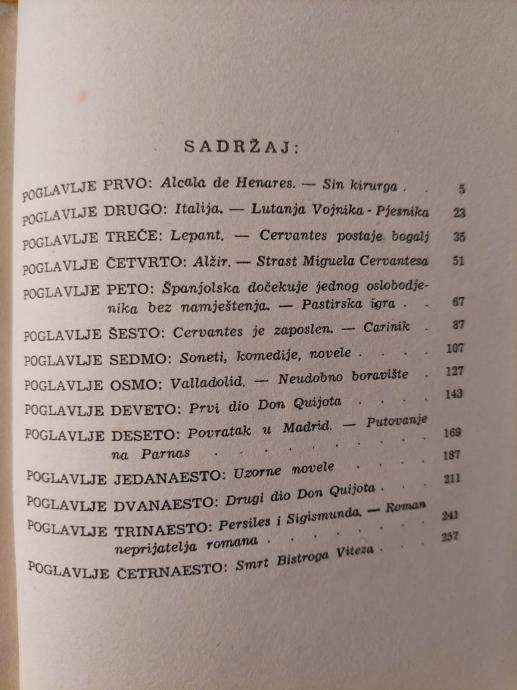 SADRŽAJ:
POGLAVLJE PRVO: Alcala de Henares. — Sin kirurga . . 5
POGLAVLJE DRUGO: Italija. — Lutanja Vojnika - Pjesnika 23
POGLAVLJE TREĆE: Lepant. — Cervantes postaje bogalj 35
POGLAVLJE ČETVRTO: Alžir. — Strast Miguela Cervantesa 51
POGLAVLJE PETO: Španjolska dočekuje jednog oslobodje-
nika bez namještenja. — Pastirska igra . . 67
POGLAVLJE ŠESTO: Cervantes je zaposlen. — Carinik . 87
POGLAVLJE SEDMO: Soneti, komedije, novele . . . . 107
POGLAVLJE OSMO: Valladolid. — Neudobno boravište . 127
POGLAVLJE DEVETO: Prvi dio Don Quijota . . . . 143
POGLAVLJE DESETO: Povratak u Madrid. — Putovanje
na Parnas . . . . . . . . 169
POGLAVLJE JEDANAESTO: Uzorne novele . . . . 187
POGLAVLJE DVANAESTO: Drugi dio Don Quijota . . . 211
POGLAVLJE TRINAESTO: Persiles i Sigismunda. — Roman
neprijatelja romana . . . . . . 241
POGLAVLJE ČETRNAESTO: Smrt Bistroga Viteza . . . 257